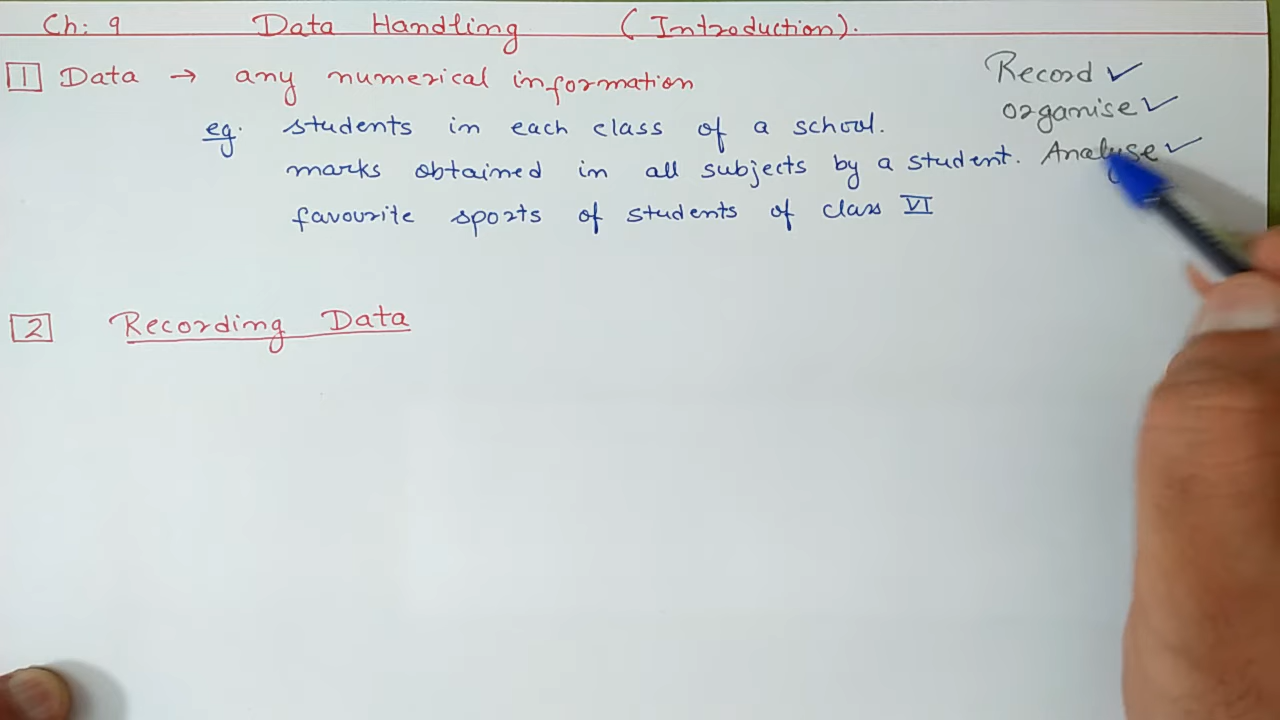 Ch: 9 Data Handling (Introduction).
1 Data → any numerical information
eg. students in each class of a school.
marks obtained in all subjects by a student.
favourite sports of students of class VI
Record ✓
organise ✓
Analyse ✓
2 Recording Data